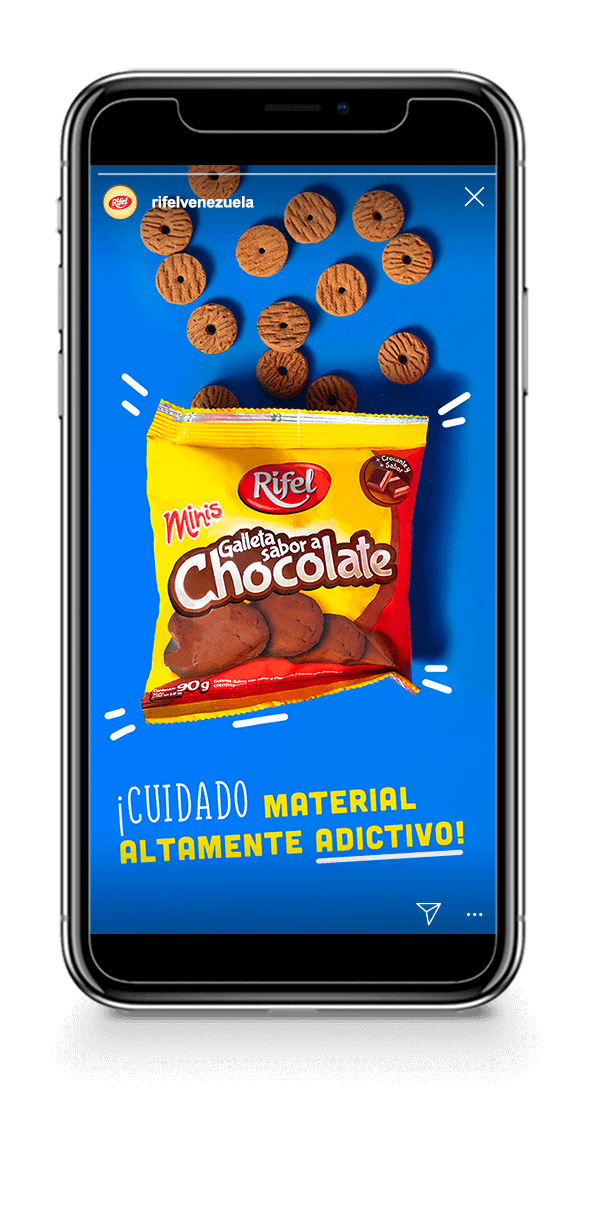 Rifel
rifelvenezuela
Rifel
+ Crocante y
+ Sabor
Minis
Galleta
sabor a
Chocolate
90g
¡CUIDADO MATERIAL
ALTAMENTE ADICTIVO!